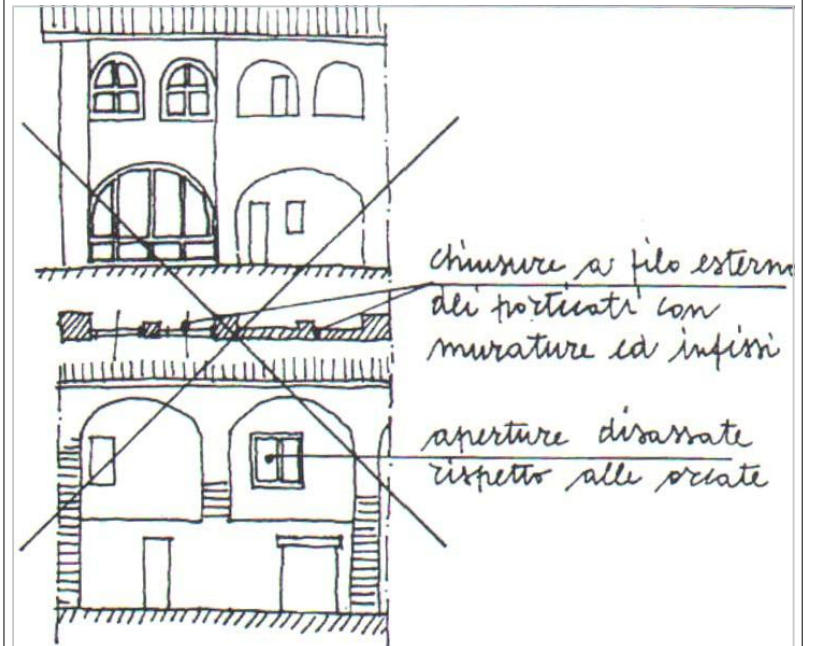 chiusure a filo esterno
dei porticati con
murature ed infissi
aperture disassate
rispetto alle arcate